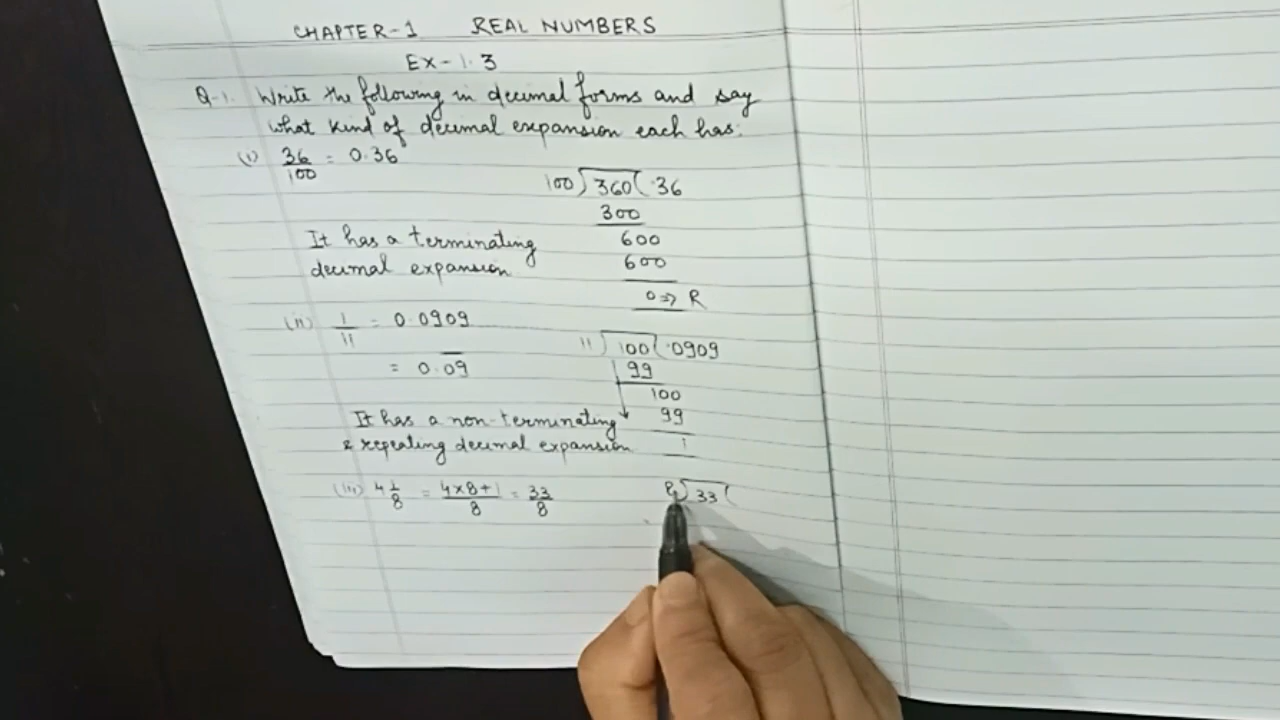 CHAPTER-1 REAL NUMBERS
EX-1.3
Q-1. Write the following in decimal forms and say
what kind of decimal expansion each has:
(i) 36/100 = 0.36
100) 360( .36
300
600
600
0 ⇒ R
It has a terminating
decimal expansion
(ii) 1/11 = 0.0909
= 0.0̅9̅
11) 100( .0909
99
100
99
1
It has a non-terminating
& repeating decimal expansion
(iii) 4 1/8 = 4×8+1/8 = 33/8
8) 33(